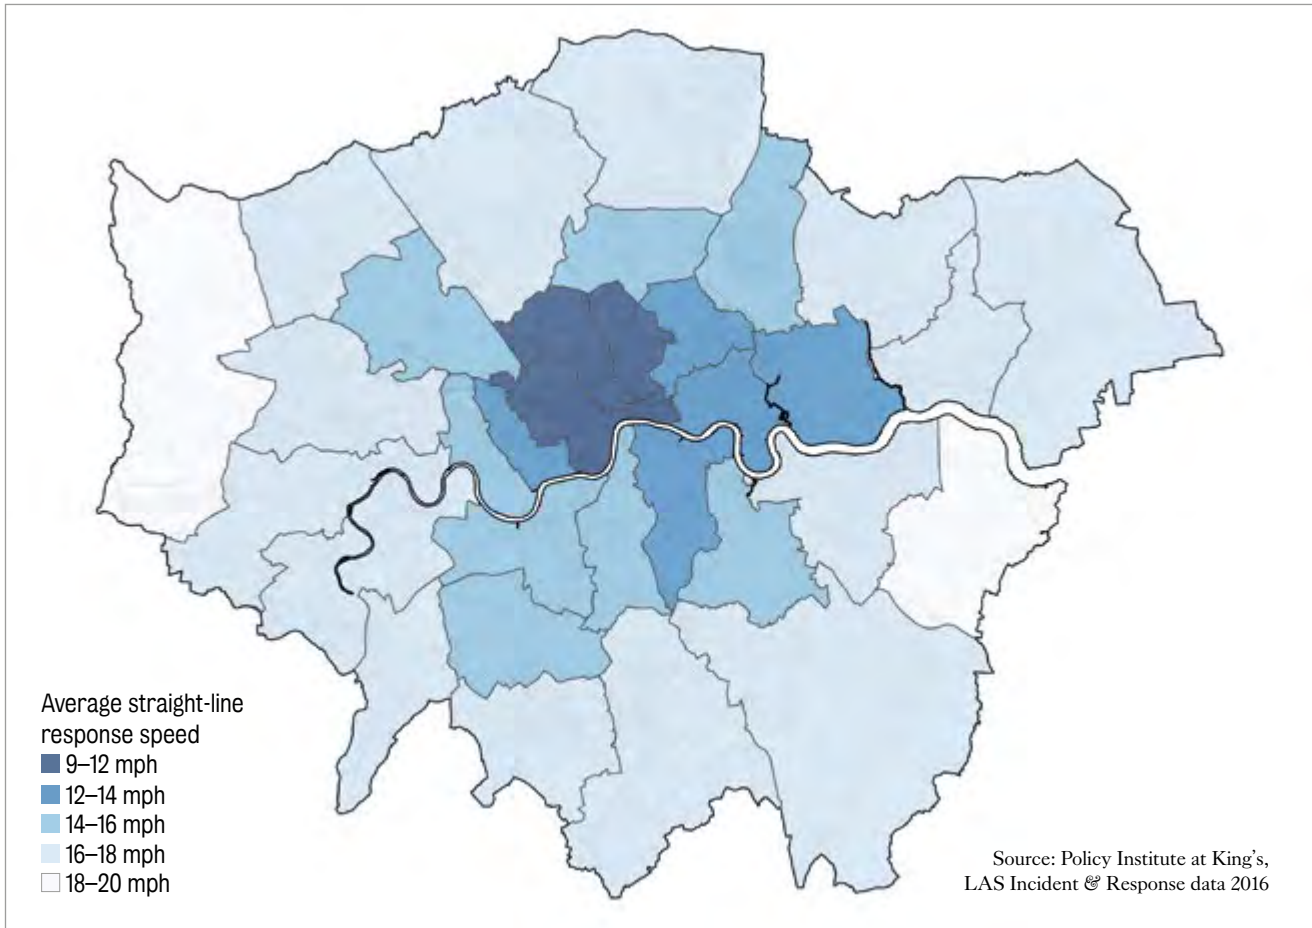 Average straight-line
response speed
9–12 mph
12–14 mph
14–16 mph
16–18 mph
18–20 mph
Source: Policy Institute at King’s,
LAS Incident & Response data 2016